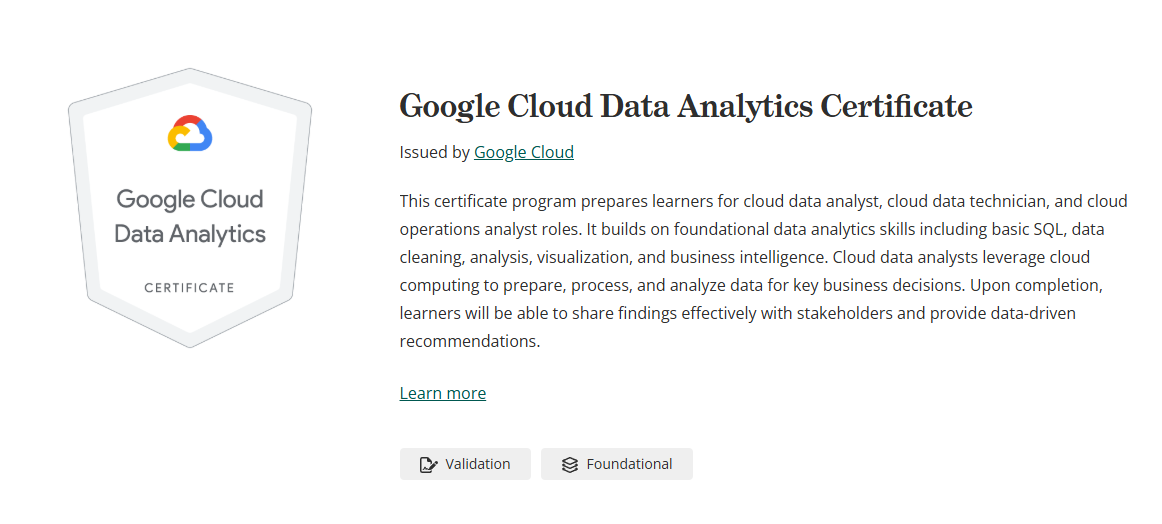 Google Cloud
Data Analytics
CERTIFICATE
Google Cloud Data Analytics Certificate
Issued by Google Cloud
This certificate program prepares learners for cloud data analyst, cloud data technician, and cloud
operations analyst roles. It builds on foundational data analytics skills including basic SQL, data
cleaning, analysis, visualization, and business intelligence. Cloud data analysts leverage cloud
computing to prepare, process, and analyze data for key business decisions. Upon completion,
learners will be able to share findings effectively with stakeholders and provide data-driven
recommendations.
Learn more
Validation
Foundational